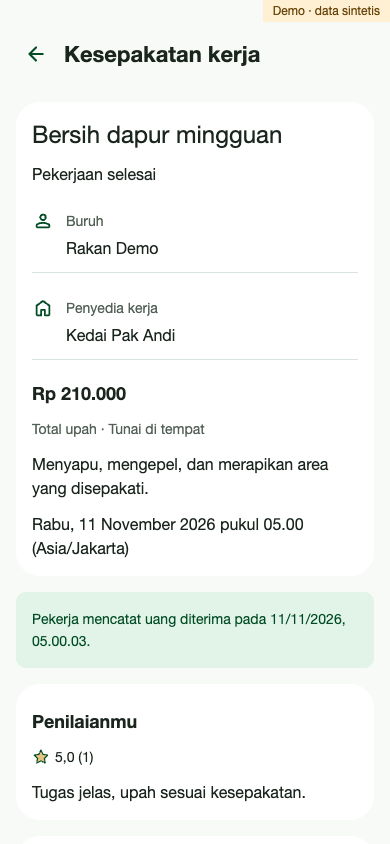 Demo · data sintetis
Kesepakatan kerja
Bersih dapur mingguan
Pekerjaan selesai
Buruh
Rakan Demo
Penyedia kerja
Kedai Pak Andi
Rp 210.000
Total upah · Tunai di tempat
Menyapu, mengepel, dan merapikan area
yang disepakati.
Rabu, 11 November 2026 pukul 05.00
(Asia/Jakarta)
Pekerja mencatat uang diterima pada 11/11/2026,
05.00.03.
Penilaianmu
5,0 (1)
Tugas jelas, upah sesuai kesepakatan.